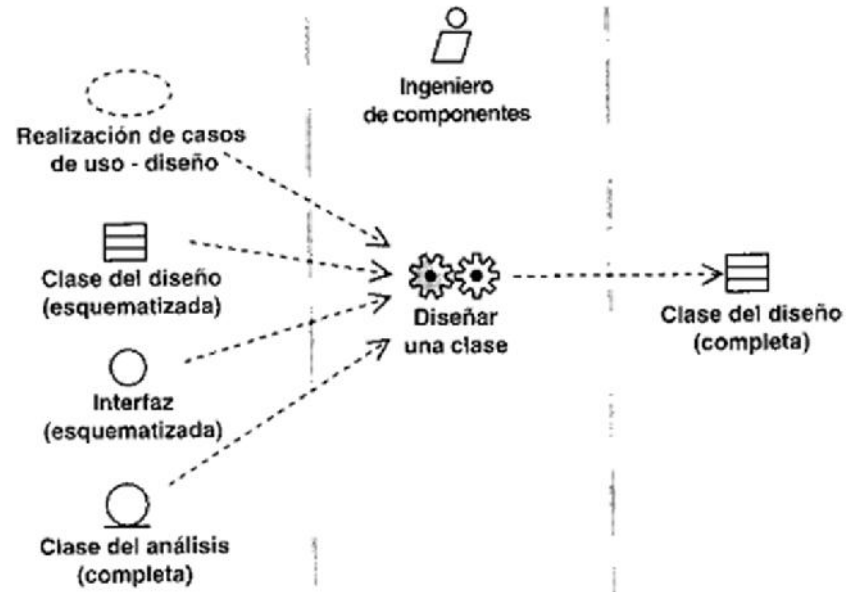 Ingeniero
de componentes
Realización de casos
de uso - diseño
Clase del diseño
(esquematizada)
Interfaz
(esquematizada)
Clase del análisis
(completa)
Diseñar
una clase
Clase del diseño
(completa)